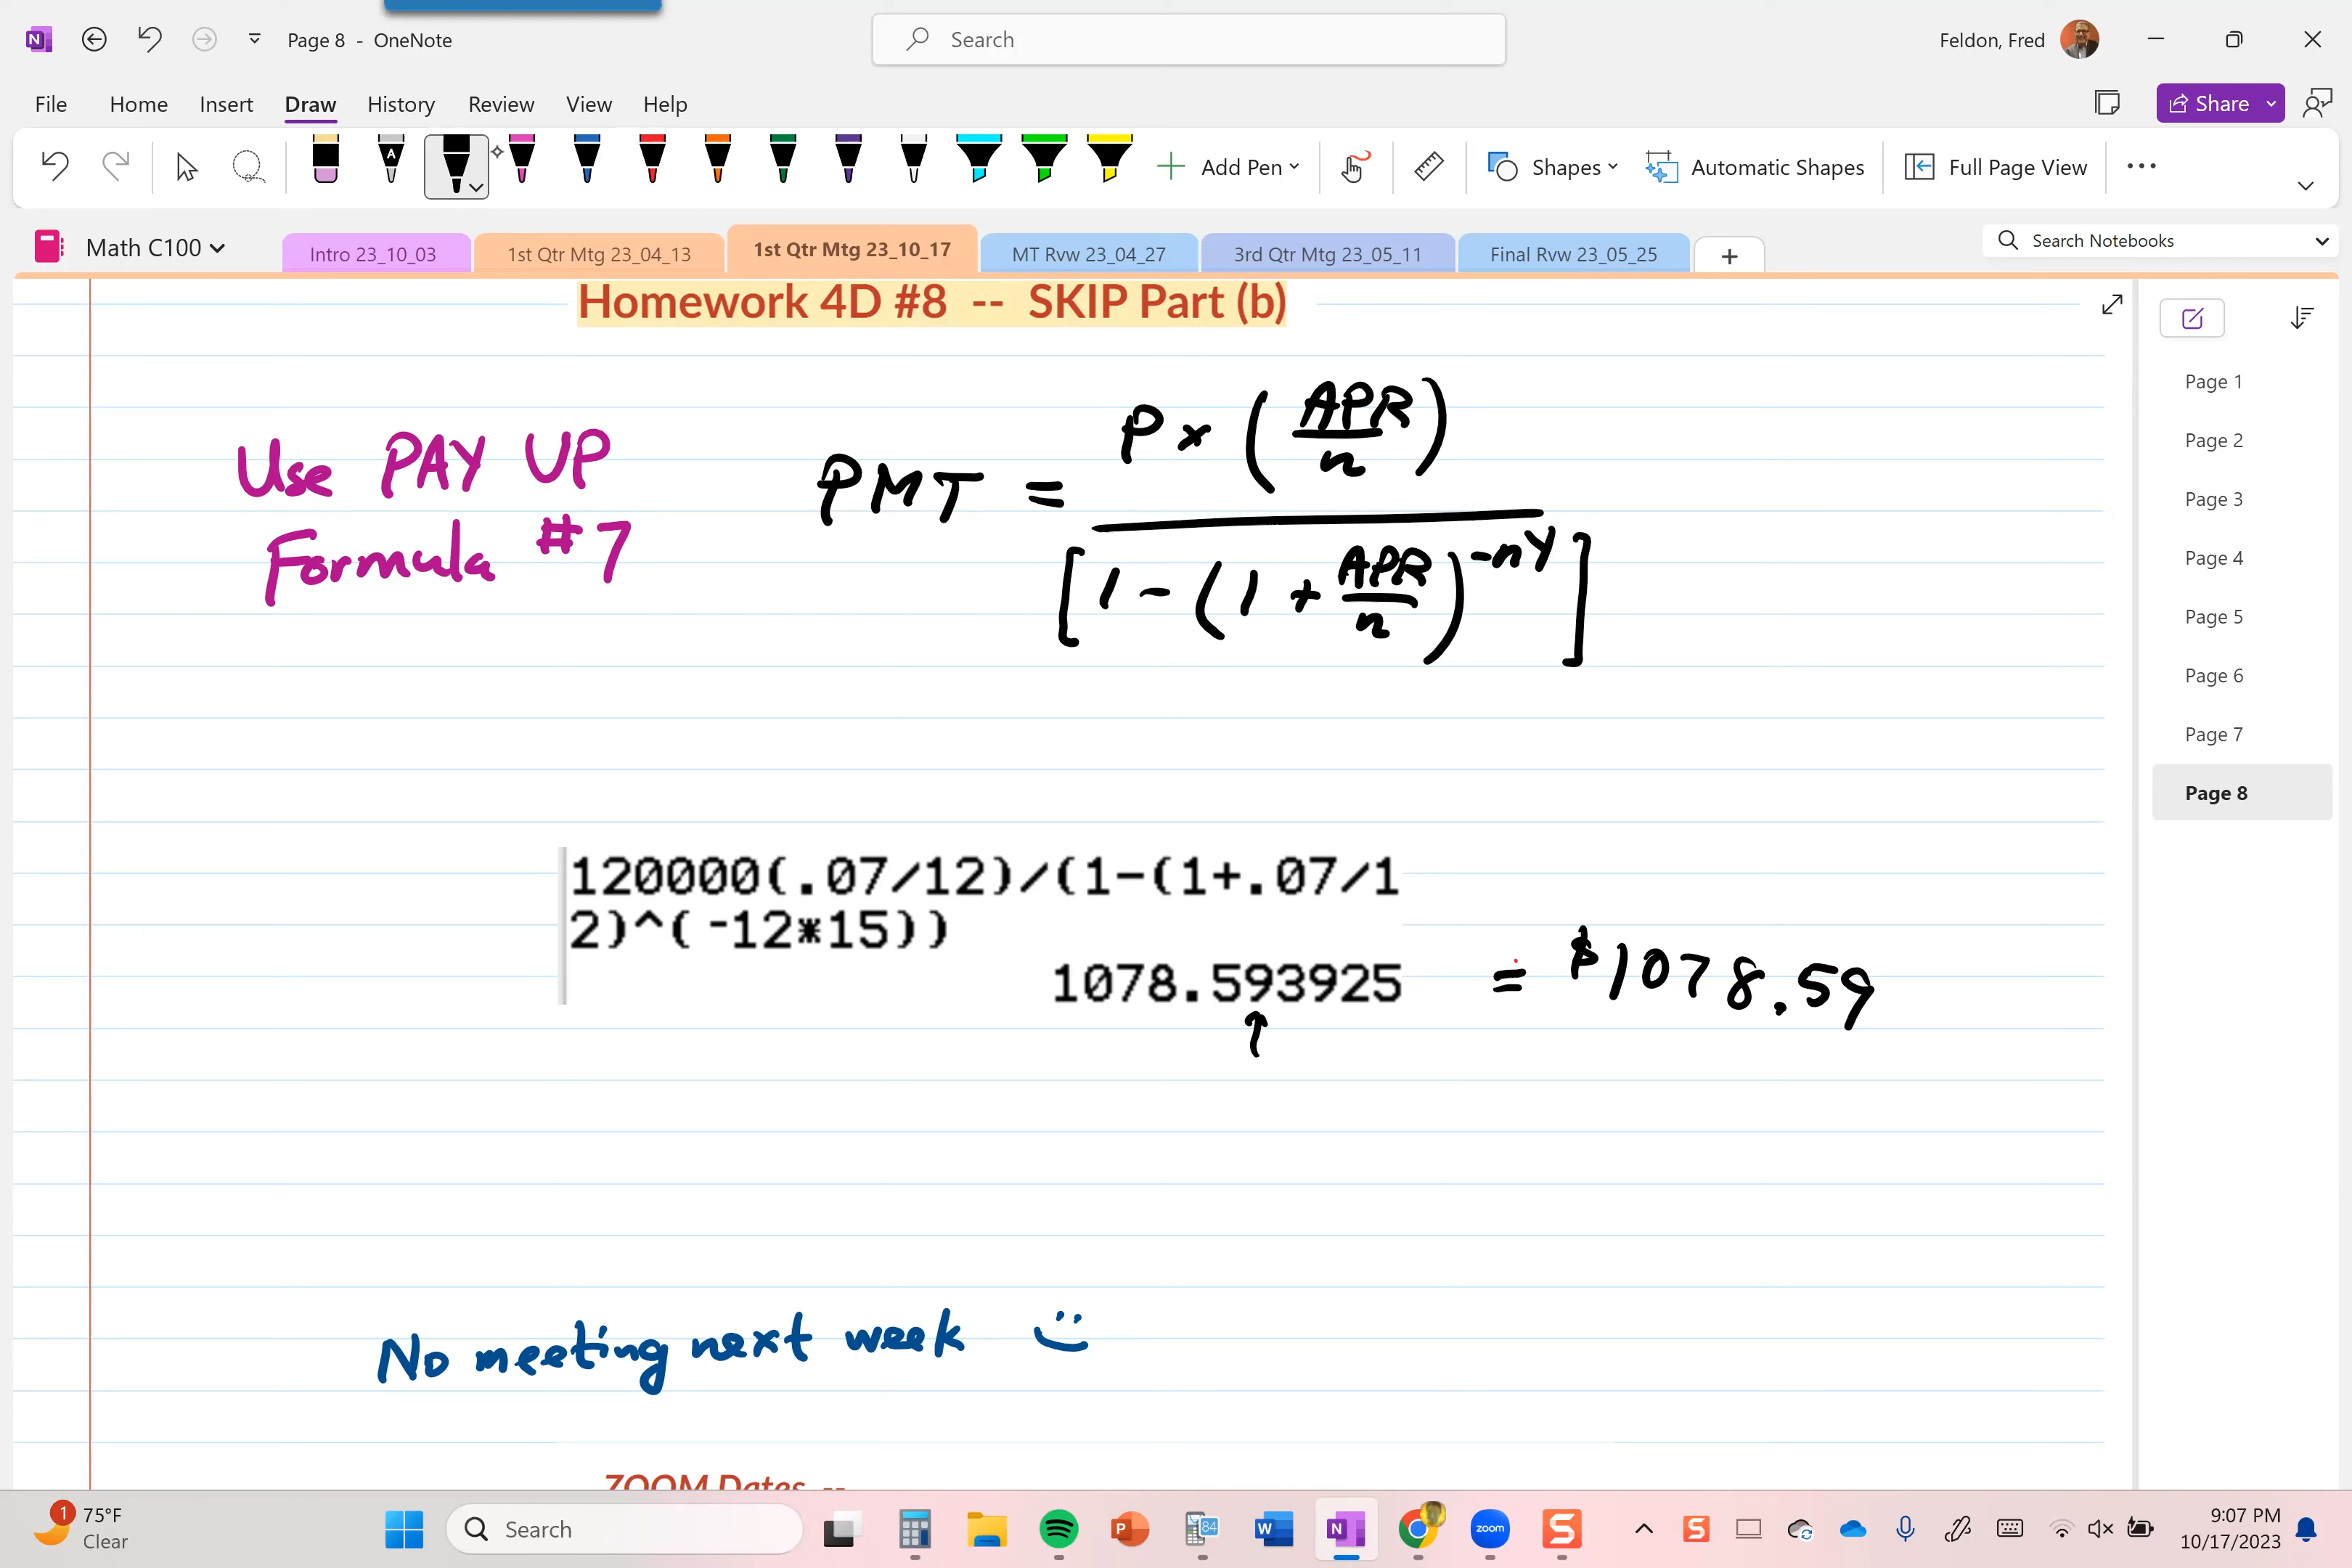 Page 8 - OneNote
Search
Feldon, Fred
File Home Insert Draw History Review View Help
Share
A
Add Pen
Shapes
Automatic Shapes
Full Page View
Math C100
Intro 23_10_03
1st Qtr Mtg 23_04_13
1st Qtr Mtg 23_10_17
MT Rvw 23_04_27
3rd Qtr Mtg 23_05_11
Final Rvw 23_05_25
+
Search Notebooks
Homework 4D #8 -- SKIP Part (b)
Use PAY UP
Formula #7
PMT = P × (APR/n) / [1 - (1 + APR/n)^-nY]
120000(.07/12)/(1-(1+.07/1
2)^(-12*15))
1078.593925
= $1078.59
No meeting next week
ZOOM Dates --
Page 1
Page 2
Page 3
Page 4
Page 5
Page 6
Page 7
Page 8
1
75°F
Clear
Search
84
zoom
9:07 PM
10/17/2023